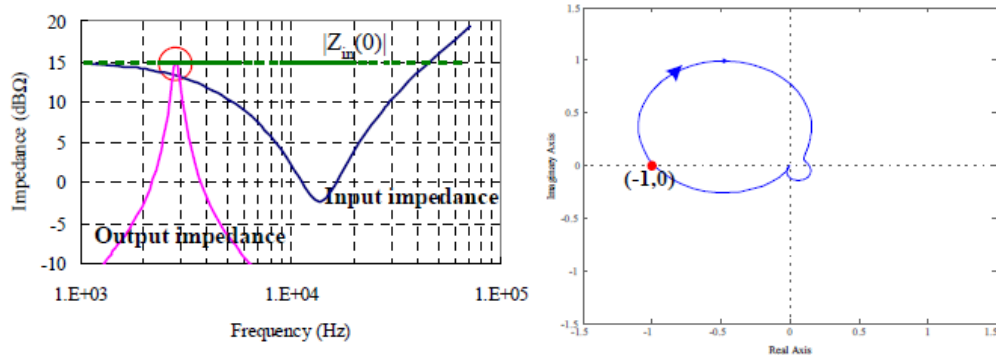 20
15
10
5
0
-5
-10
Impedance (dBΩ)
|Zin(0)|
Input impedance
Output impedance
1.E+03
1.E+04
1.E+05
Frequency (Hz)
1.5
1
0.5
0
-0.5
-1
-1.5
Imaginary Axis
(-1,0)
-1.5
-1
-0.5
0
0.5
1
1.5
Real Axis